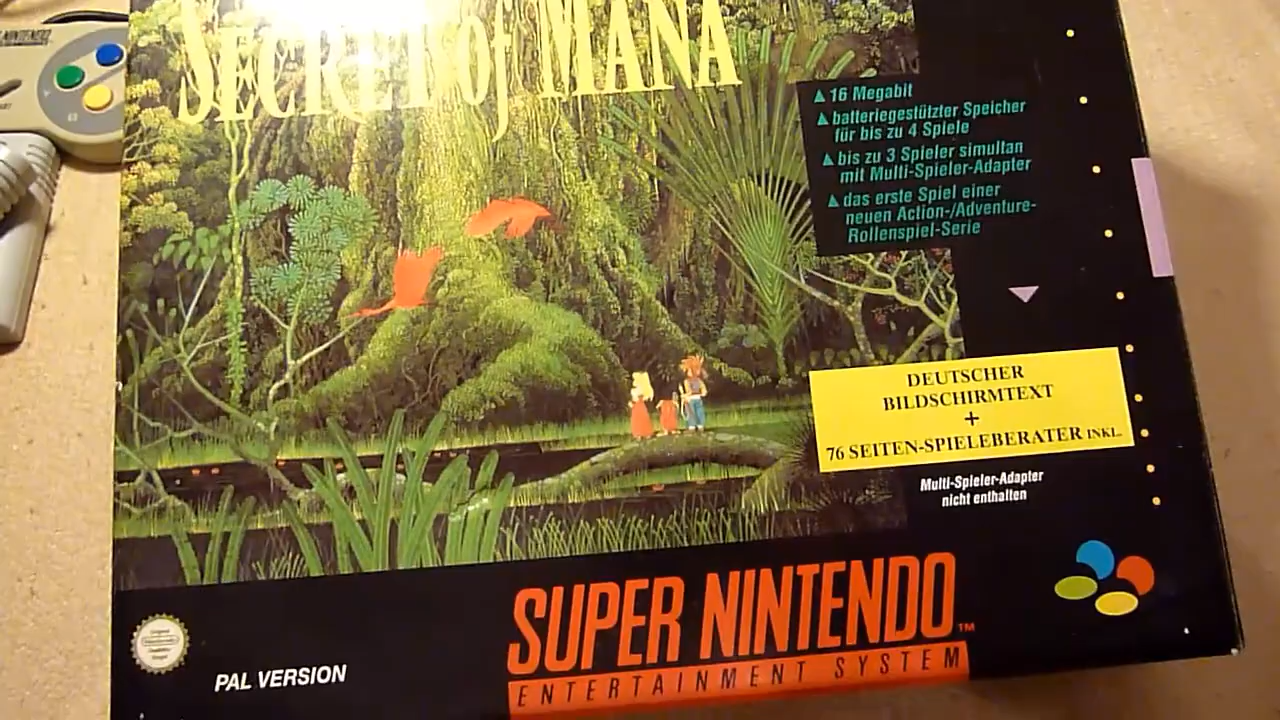 NINTENDO
SECRET of MANA
▲ 16 Megabit
▲ batteriegestützter Speicher
für bis zu 4 Spiele
▲ bis zu 3 Spieler simultan
mit Multi-Spieler-Adapter
▲ das erste Spiel einer
neuen Action-/Adventure-
Rollenspiel-Serie
DEUTSCHER
BILDSCHIRMTEXT
+
76 SEITEN-SPIELEBERATER INKL.
Multi-Spieler-Adapter
nicht enthalten
SUPER NINTENDO™
ENTERTAINMENT SYSTEM
PAL VERSION